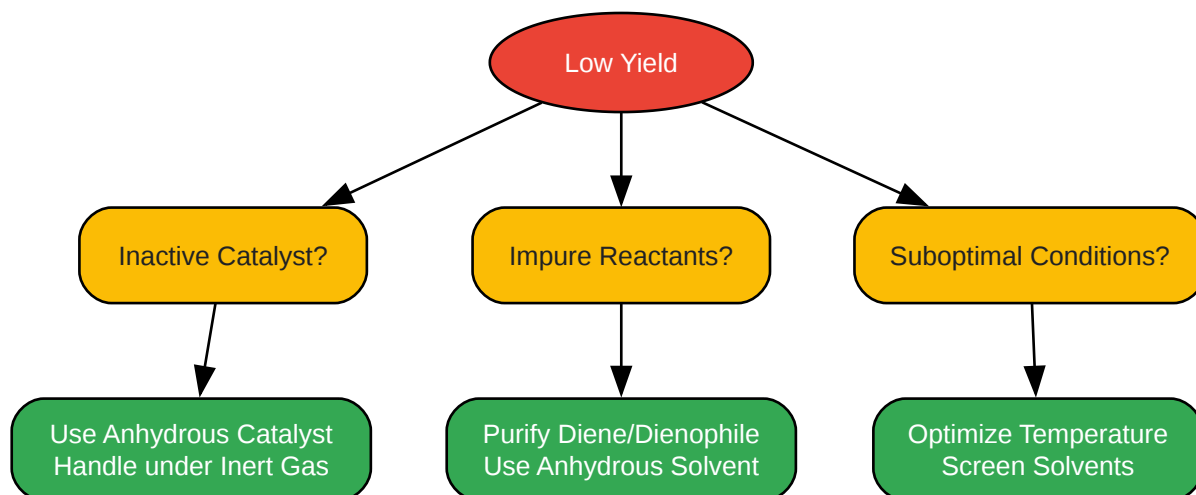 Low Yield
Inactive Catalyst?
Impure Reactants?
Suboptimal Conditions?
Use Anhydrous Catalyst
Handle under Inert Gas
Purify Diene/Dienophile
Use Anhydrous Solvent
Optimize Temperature
Screen Solvents